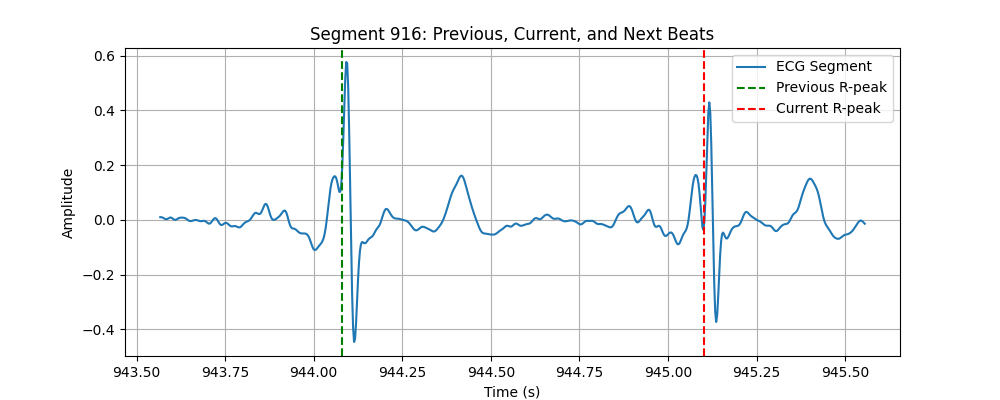 Segment 916: Previous, Current, and Next Beats
ECG Segment
Previous R-peak
Current R-peak
Amplitude
0.6
0.4
0.2
0.0
−0.2
−0.4
943.50 943.75 944.00 944.25 944.50 944.75 945.00 945.25 945.50
Time (s)